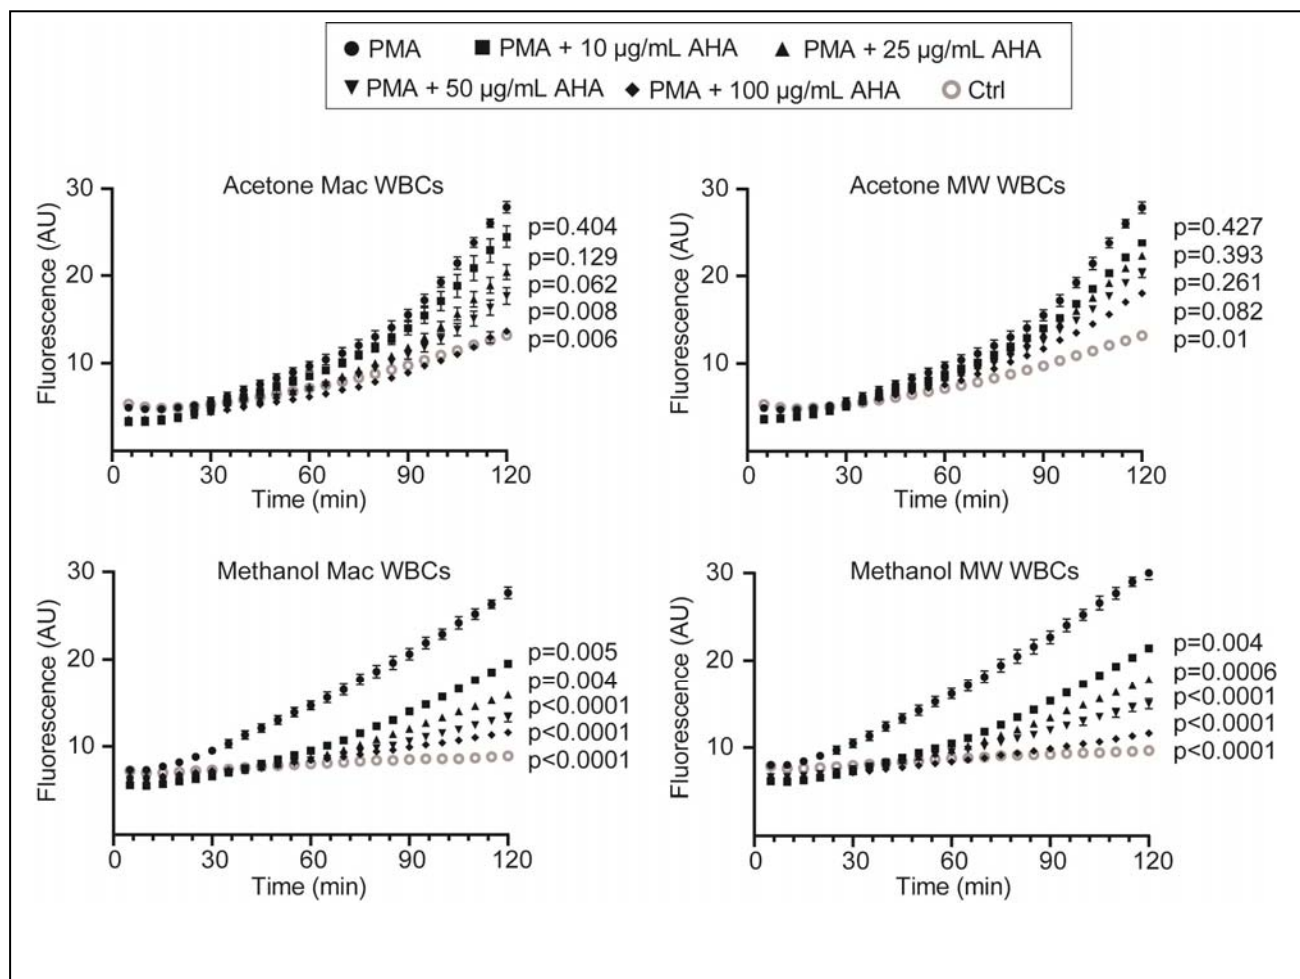 PMA PMA + 10 µg/mL AHA PMA + 25 µg/mL AHA
PMA + 50 µg/mL AHA PMA + 100 µg/mL AHA Ctrl
Acetone Mac WBCs
Fluorescence (AU)
30
20
10
0 30 60 90 120
Time (min)
p=0.404
p=0.129
p=0.062
p=0.008
p=0.006
Acetone MW WBCs
Fluorescence (AU)
30
20
10
0 30 60 90 120
Time (min)
p=0.427
p=0.393
p=0.261
p=0.082
p=0.01
Methanol Mac WBCs
Fluorescence (AU)
30
20
10
0 30 60 90 120
Time (min)
p=0.005
p=0.004
p<0.0001
p<0.0001
p<0.0001
Methanol MW WBCs
Fluorescence (AU)
30
20
10
0 30 60 90 120
Time (min)
p=0.004
p=0.0006
p<0.0001
p<0.0001
p<0.0001